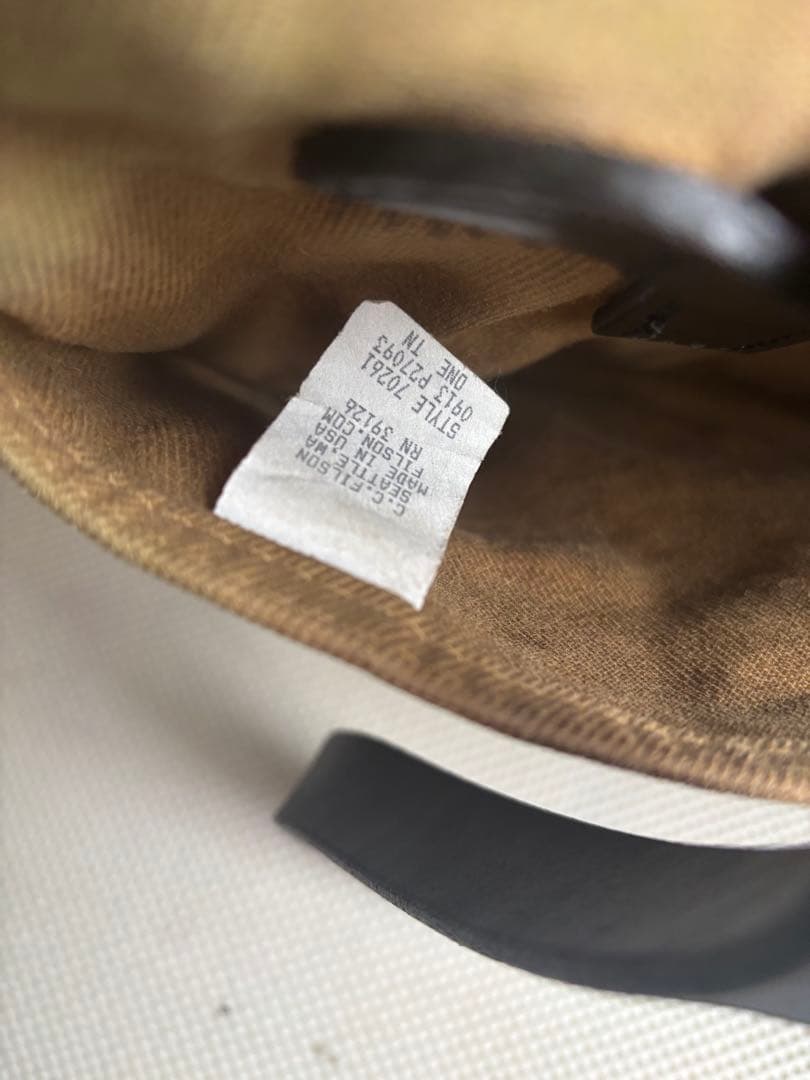 C.C.FILSON
SEATTLE,WA
MADE IN USA
FILSON.COM
RN 39126
STYLE 70261
0913 P27093
ONE TN